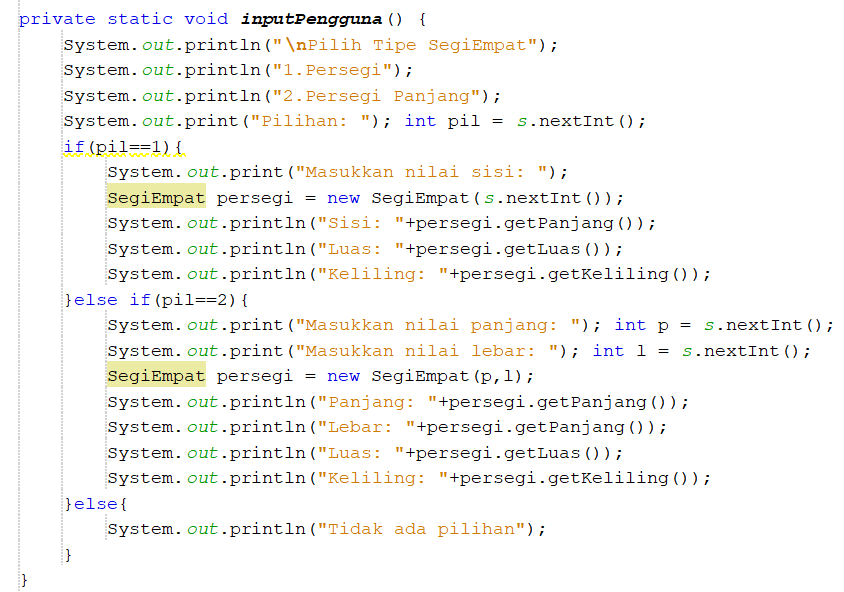 private static void inputPengguna() {
System.out.println("\nPilih Tipe SegiEmpat");
System.out.println("1.Persegi");
System.out.println("2.Persegi Panjang");
System.out.print("Pilihan: "); int pil = s.nextInt();
if(pil==1){
System.out.print("Masukkan nilai sisi: ");
SegiEmpat persegi = new SegiEmpat(s.nextInt());
System.out.println("Sisi: "+persegi.getPanjang());
System.out.println("Luas: "+persegi.getLuas());
System.out.println("Keliling: "+persegi.getKeliling());
}else if(pil==2){
System.out.print("Masukkan nilai panjang: "); int p = s.nextInt();
System.out.print("Masukkan nilai lebar: "); int l = s.nextInt();
SegiEmpat persegi = new SegiEmpat(p,l);
System.out.println("Panjang: "+persegi.getPanjang());
System.out.println("Lebar: "+persegi.getPanjang());
System.out.println("Luas: "+persegi.getLuas());
System.out.println("Keliling: "+persegi.getKeliling());
}else{
System.out.println("Tidak ada pilihan");
}
}